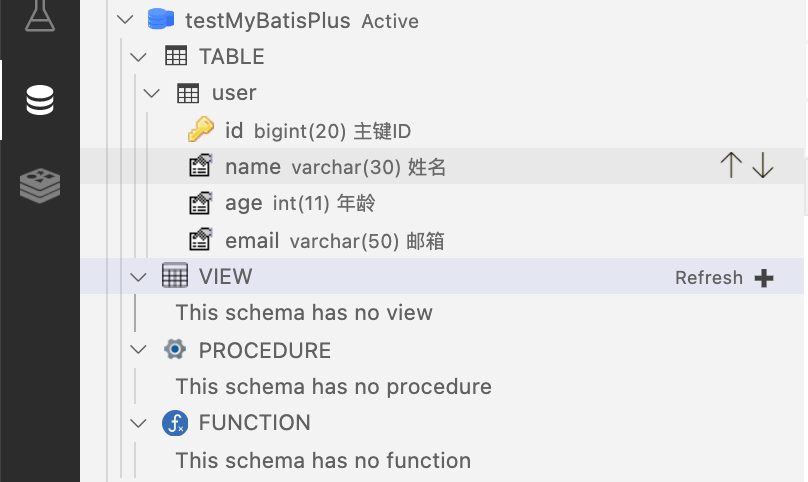 testMyBatisPlus Active
TABLE
user
id bigint(20) 主键ID
name varchar(30) 姓名
age int(11) 年龄
email varchar(50) 邮箱
VIEW Refresh
This schema has no view
PROCEDURE
This schema has no procedure
FUNCTION
This schema has no function